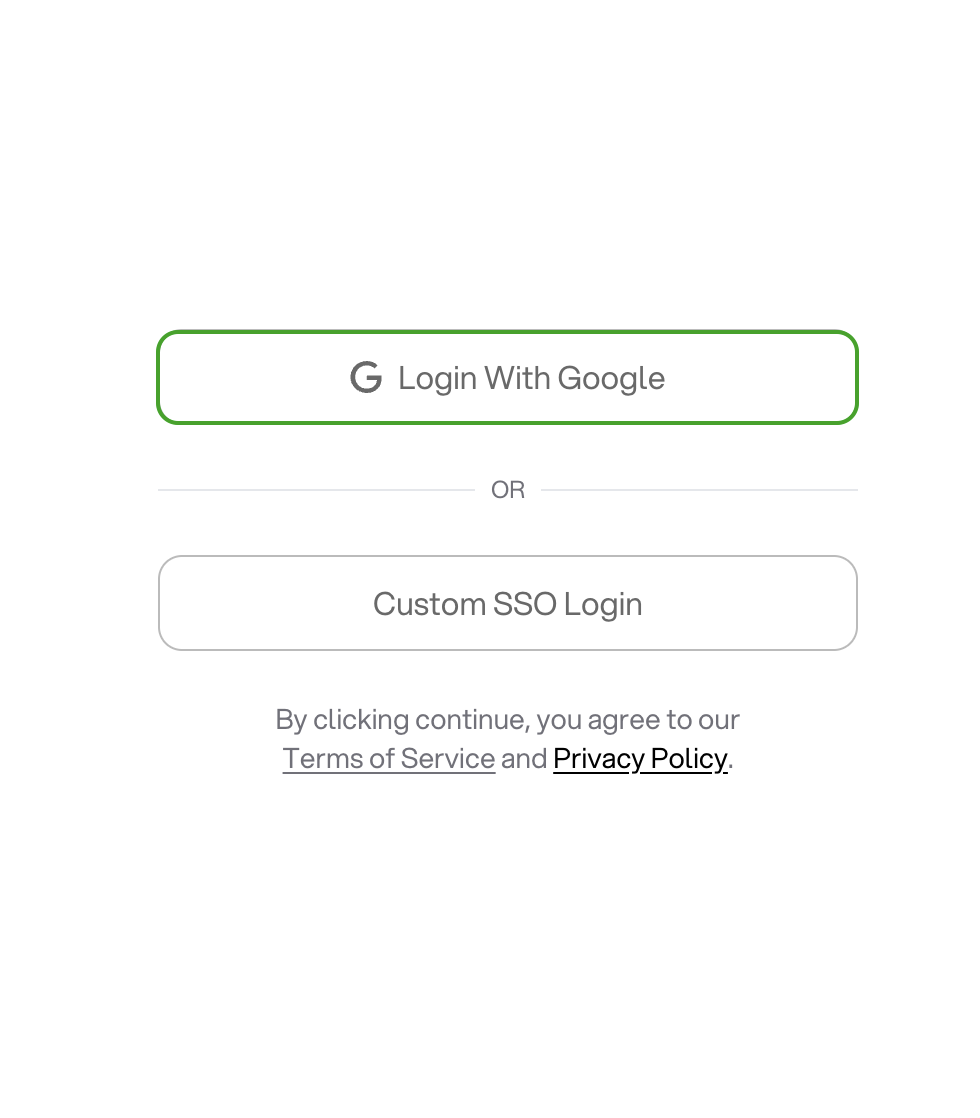 Login With Google
OR
Custom SSO Login
By clicking continue, you agree to our
Terms of Service and Privacy Policy.